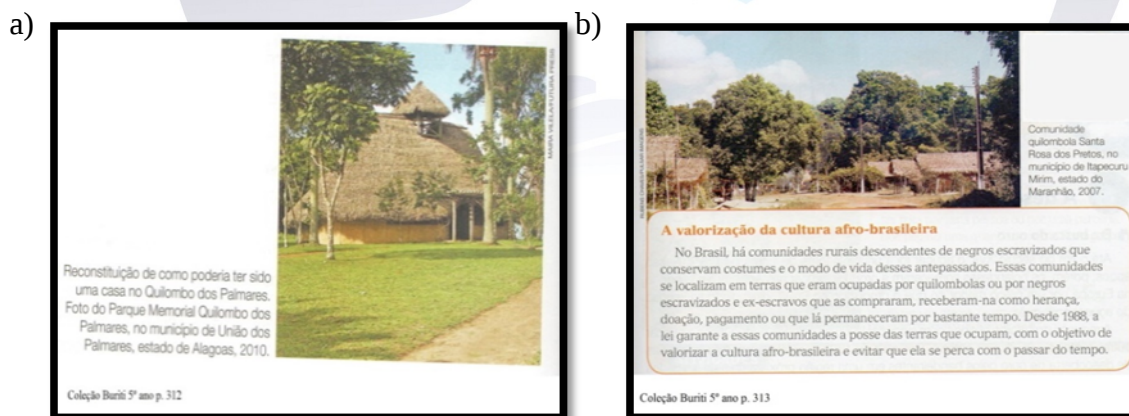 a)
MAIRA VILELA/FUTURA PRESS
Reconstituição de como poderia ter sido
uma casa no Quilombo dos Palmares.
Foto do Parque Memorial Quilombo dos
Palmares, no município de União dos
Palmares, estado de Alagoas, 2010.
Coleção Buriti 5º ano p. 312
b)
Comunidade
quilombola Santa
Rosa dos Pretos, no
município de Itapecuru
Mirim, estado do
Maranhão, 2007.
A valorização da cultura afro-brasileira
No Brasil, há comunidades rurais descendentes de negros escravizados que
conservam costumes e o modo de vida desses antepassados. Essas comunidades
se localizam em terras que eram ocupadas por quilombolas ou por negros
escravizados e ex-escravos que as compraram, receberam-na como herança,
doação, pagamento ou que lá permaneceram por bastante tempo. Desde 1988, a
lei garante a essas comunidades a posse das terras que ocupam, com o objetivo de
valorizar a cultura afro-brasileira e evitar que ela se perca com o passar do tempo.
Coleção Buriti 5º ano p. 313